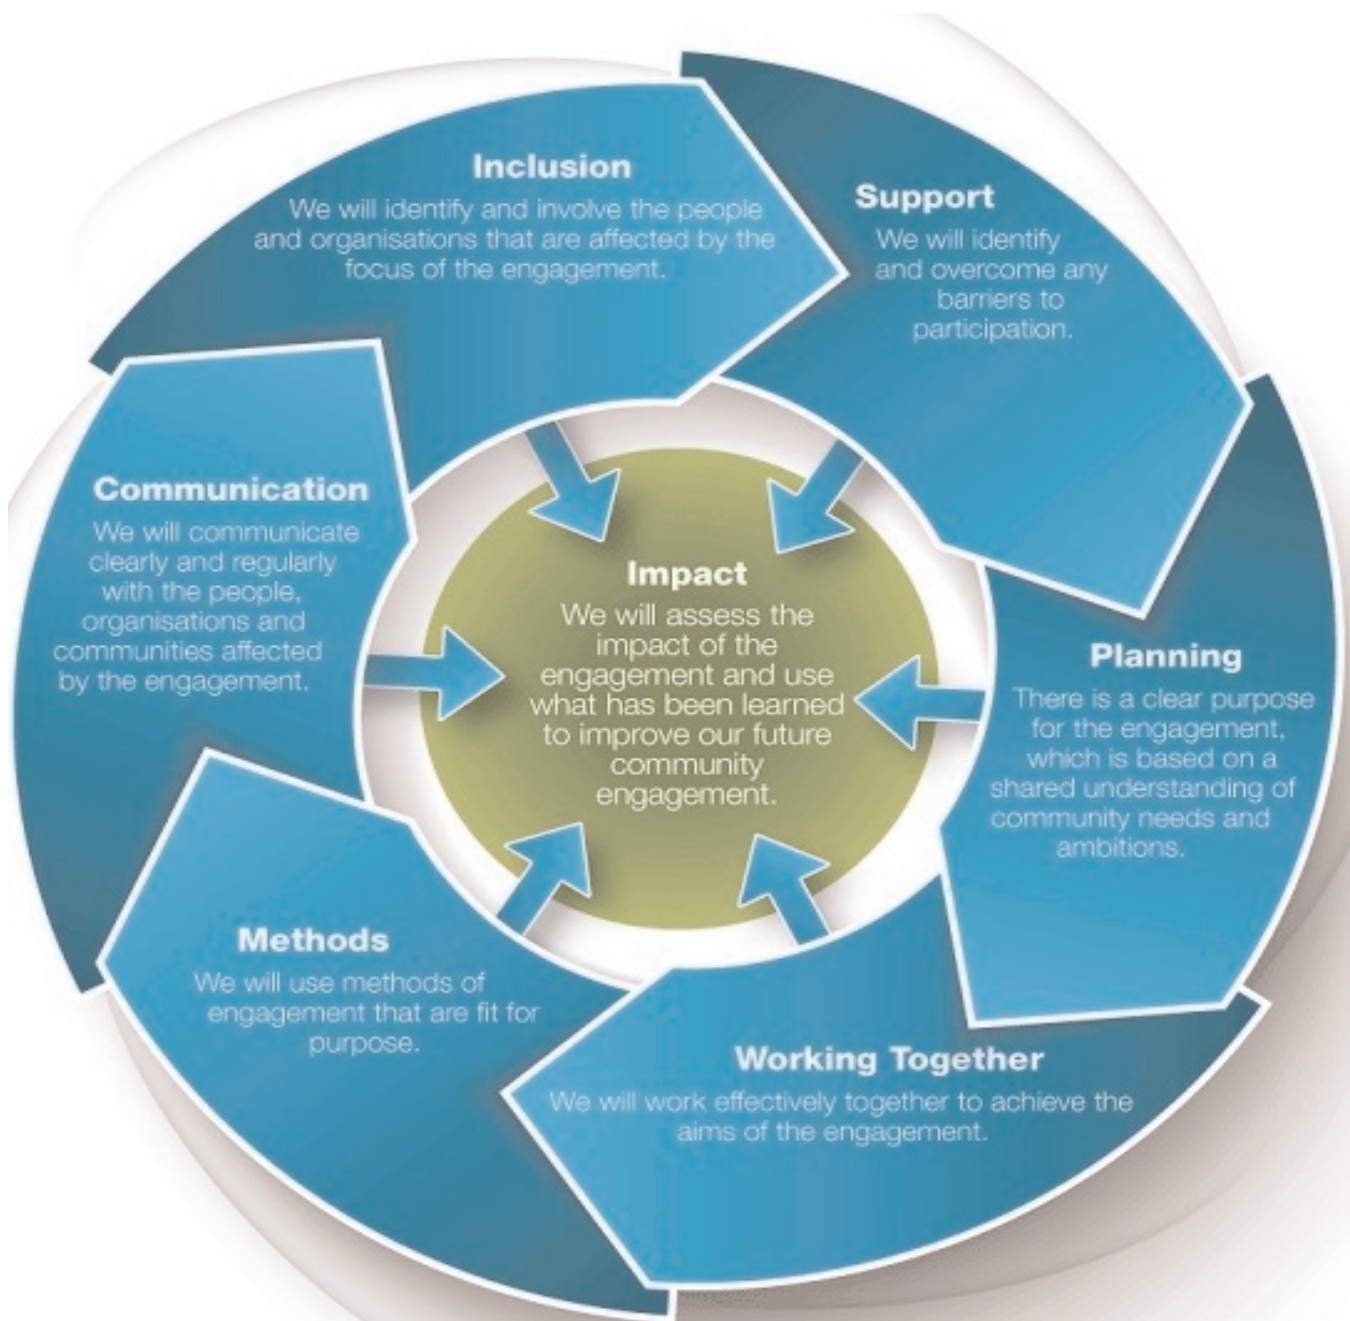 Inclusion
We will identify and involve the people
and organisations that are affected by the
focus of the engagement.
Support
We will identify
and overcome any
barriers to
participation.
Planning
There is a clear purpose
for the engagement,
which is based on a
shared understanding of
community needs and
ambitions.
Working Together
We will work effectively together to achieve the
aims of the engagement.
Methods
We will use methods of
engagement that are fit for
purpose.
Communication
We will communicate
clearly and regularly
with the people,
organisations and
communities affected
by the engagement.
Impact
We will assess the
impact of the
engagement and use
what has been learned
to improve our future
community
engagement.